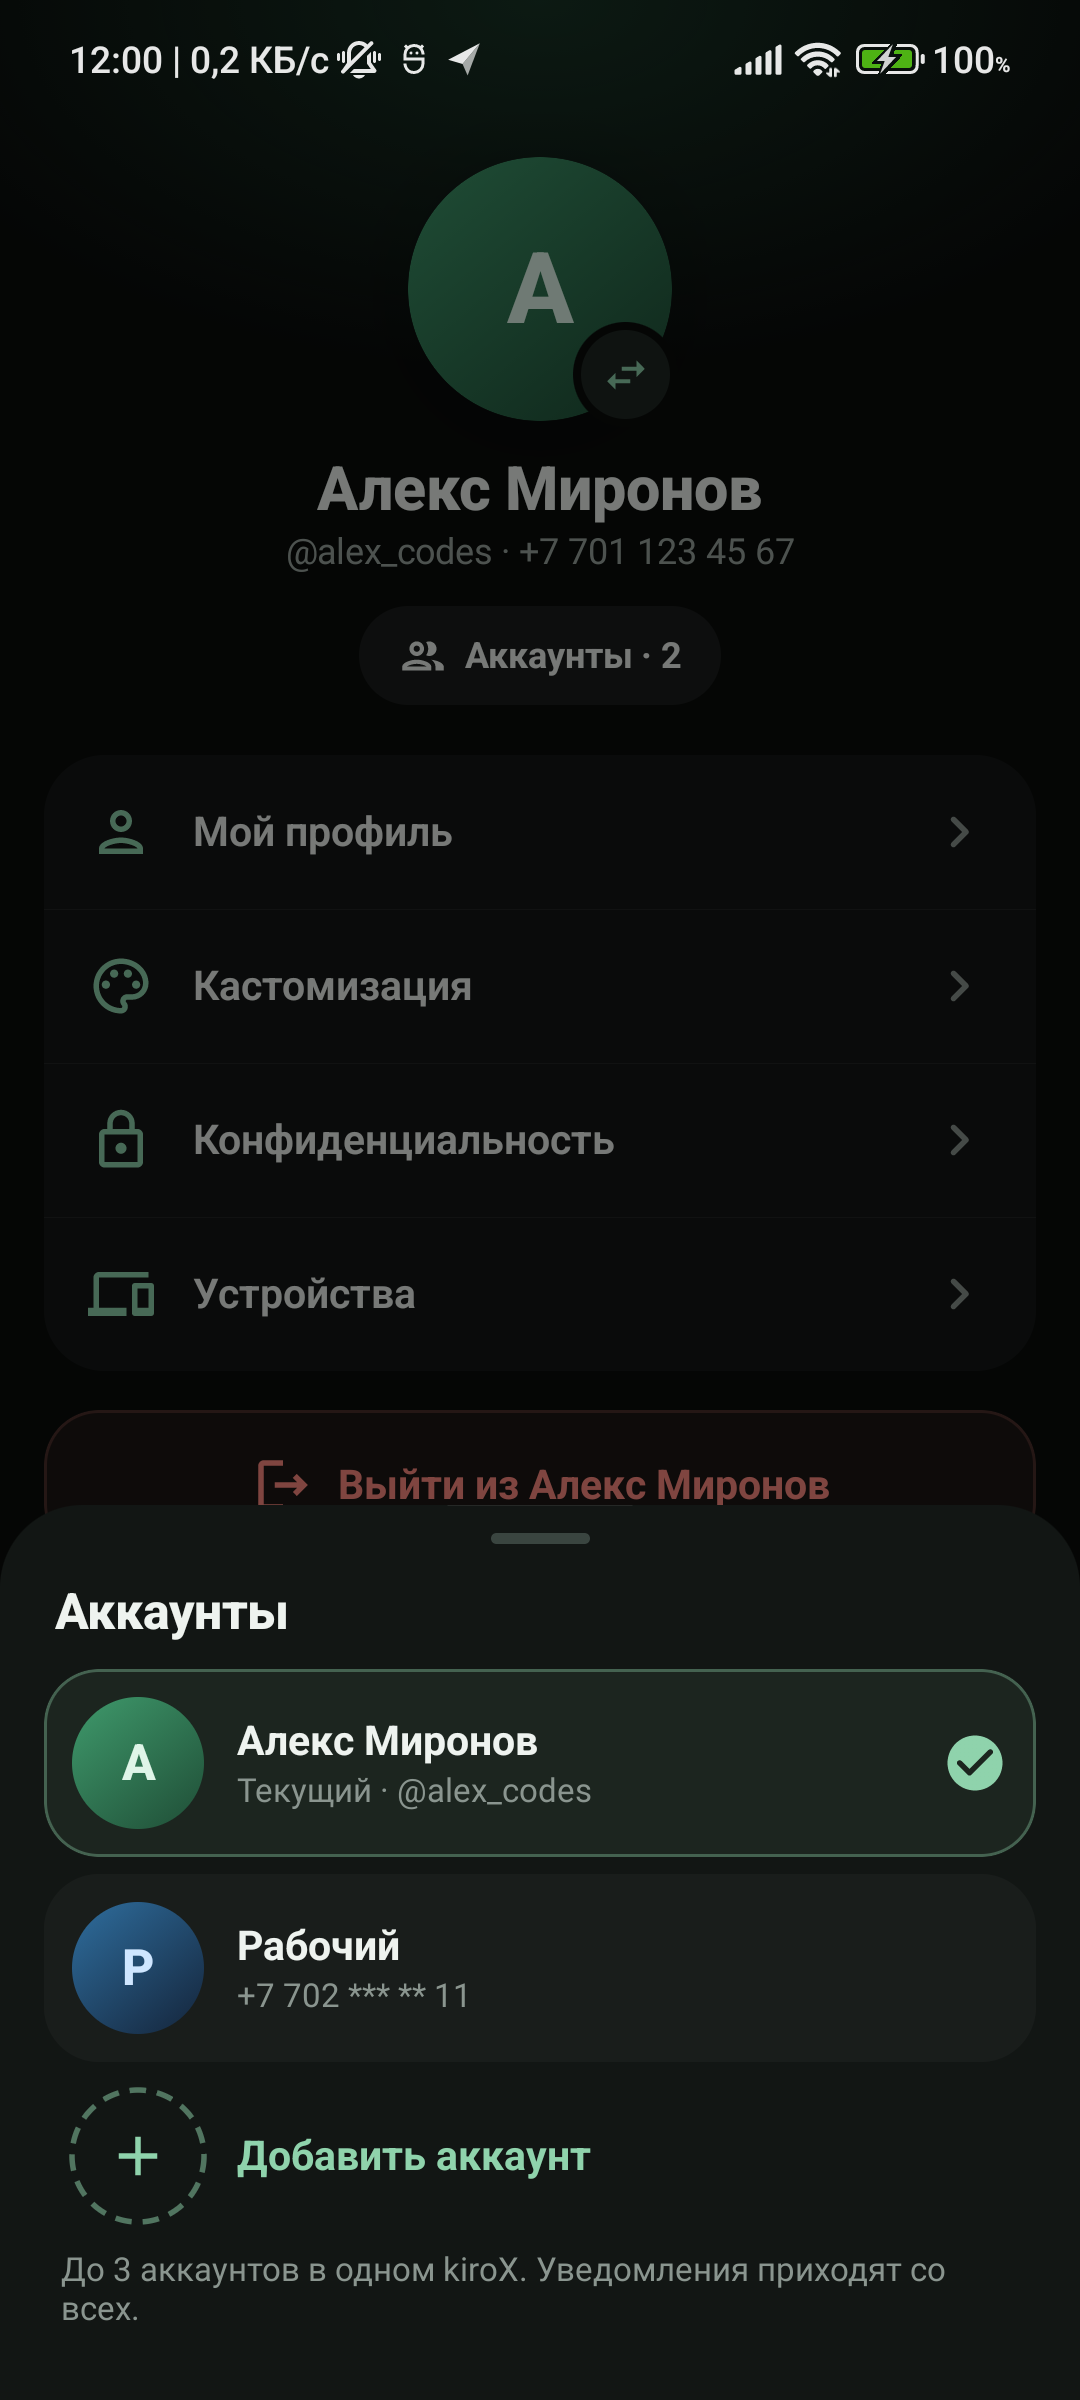 12:00 | 0,2 КБ/с 100%
А
Алекс Миронов
@alex_codes · +7 701 123 45 67
Аккаунты · 2
Мой профиль
Кастомизация
Конфиденциальность
Устройства
Выйти из Алекс Миронов
Аккаунты
А
Алекс Миронов
Текущий · @alex_codes
Р
Рабочий
+7 702 *** ** 11
Добавить аккаунт
До 3 аккаунтов в одном kiroX. Уведомления приходят со
всех.